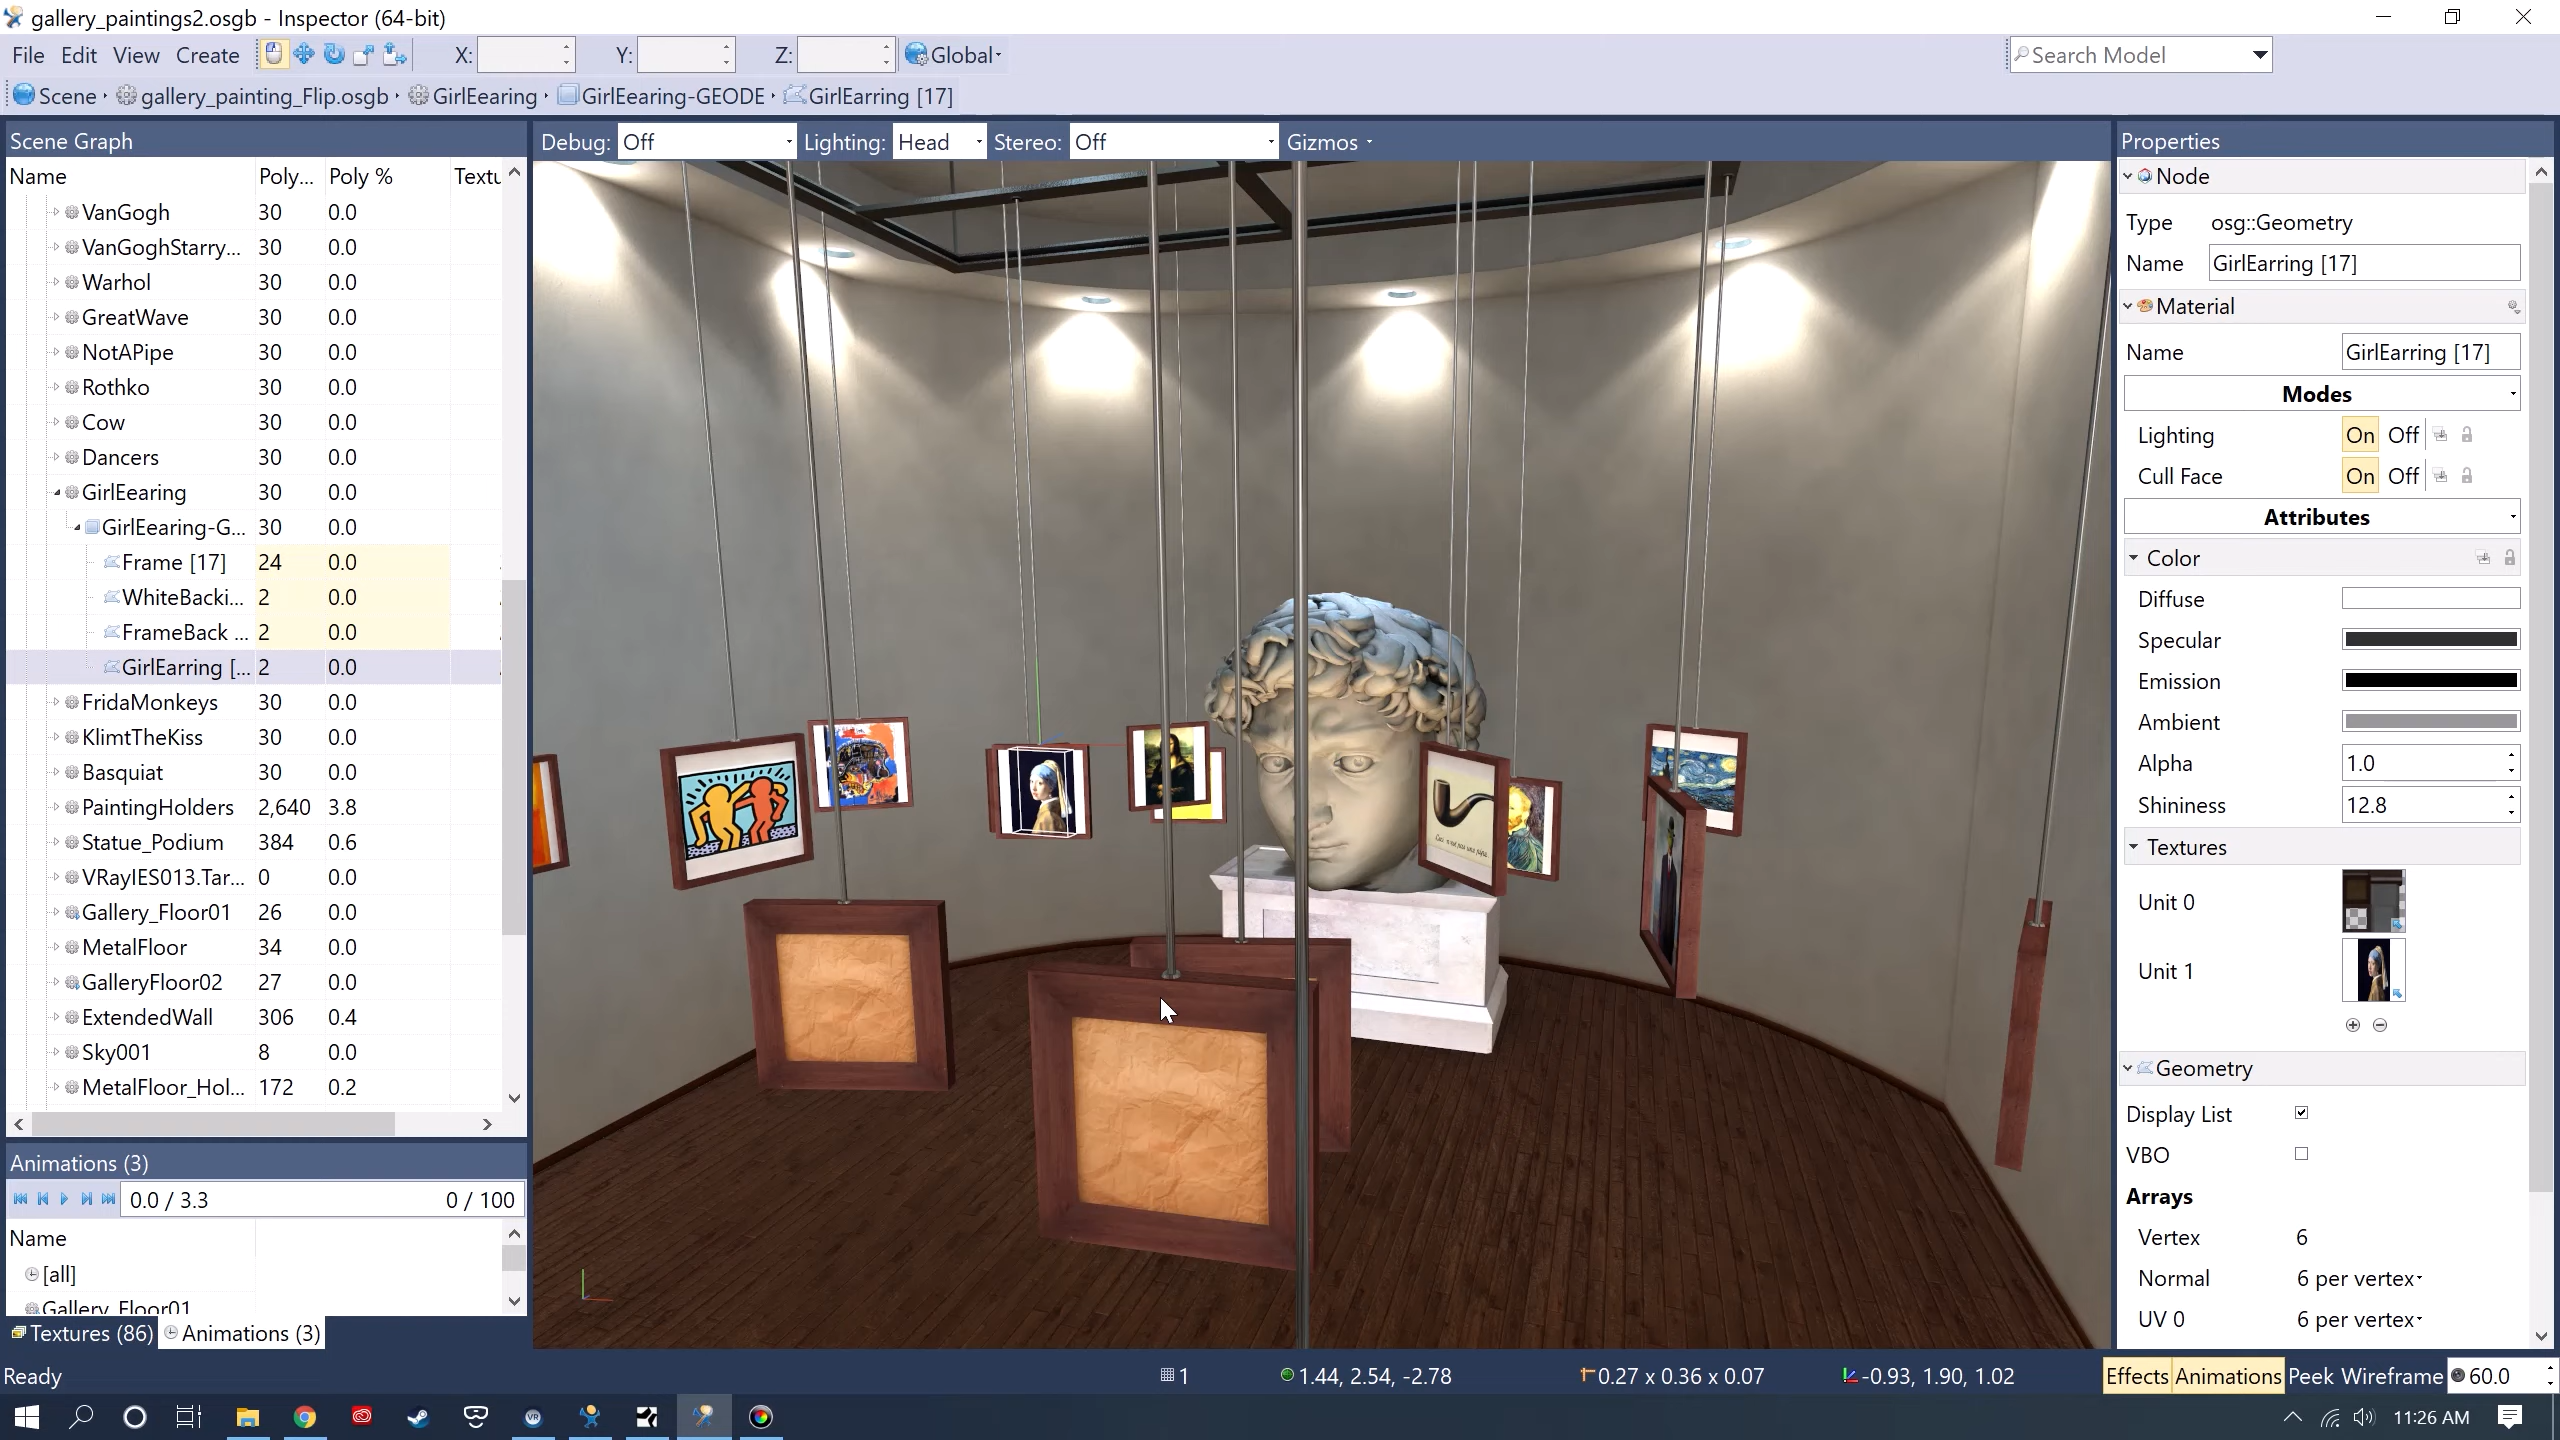 gallery_paintings2.osgb - Inspector (64-bit)
File Edit View Create X: Y: Z: Global Search Model
Scene gallery_painting_Flip.osgb GirlEearing GirlEearing-GEODE GirlEarring [17]
Scene Graph
Debug: Off Lighting: Head Stereo: Off Gizmos
Properties
Name Poly... Poly % Textu
VanGogh 30 0.0
VanGoghStarry... 30 0.0
Warhol 30 0.0
GreatWave 30 0.0
NotAPipe 30 0.0
Rothko 30 0.0
Cow 30 0.0
Dancers 30 0.0
GirlEearing 30 0.0
GirlEearing-G... 30 0.0
Frame [17] 24 0.0
WhiteBacki... 2 0.0
FrameBack ... 2 0.0
GirlEarring [... 2 0.0
FridaMonkeys 30 0.0
KlimtTheKiss 30 0.0
Basquiat 30 0.0
PaintingHolders 2,640 3.8
Statue_Podium 384 0.6
VRayIES013.Tar... 0 0.0
Gallery_Floor01 26 0.0
MetalFloor 34 0.0
GalleryFloor02 27 0.0
ExtendedWall 306 0.4
Sky001 8 0.0
MetalFloor_Hol... 172 0.2
Animations (3)
0.0 / 3.3 0 / 100
Name
[all]
Gallery_Floor01
Textures (86) Animations (3)
Node
Type osg::Geometry
Name GirlEarring [17]
Material
Name GirlEarring [17]
Modes
Lighting On Off
Cull Face On Off
Attributes
Color
Diffuse
Specular
Emission
Ambient
Alpha 1.0
Shininess 12.8
Textures
Unit 0
Unit 1
Geometry
Display List
VBO
Arrays
Vertex 6
Normal 6 per vertex
UV 0 6 per vertex
Ready 1 1.44, 2.54, -2.78 0.27 x 0.36 x 0.07 -0.93, 1.90, 1.02 Effects Animations Peek Wireframe 60.0
VR 11:26 AM